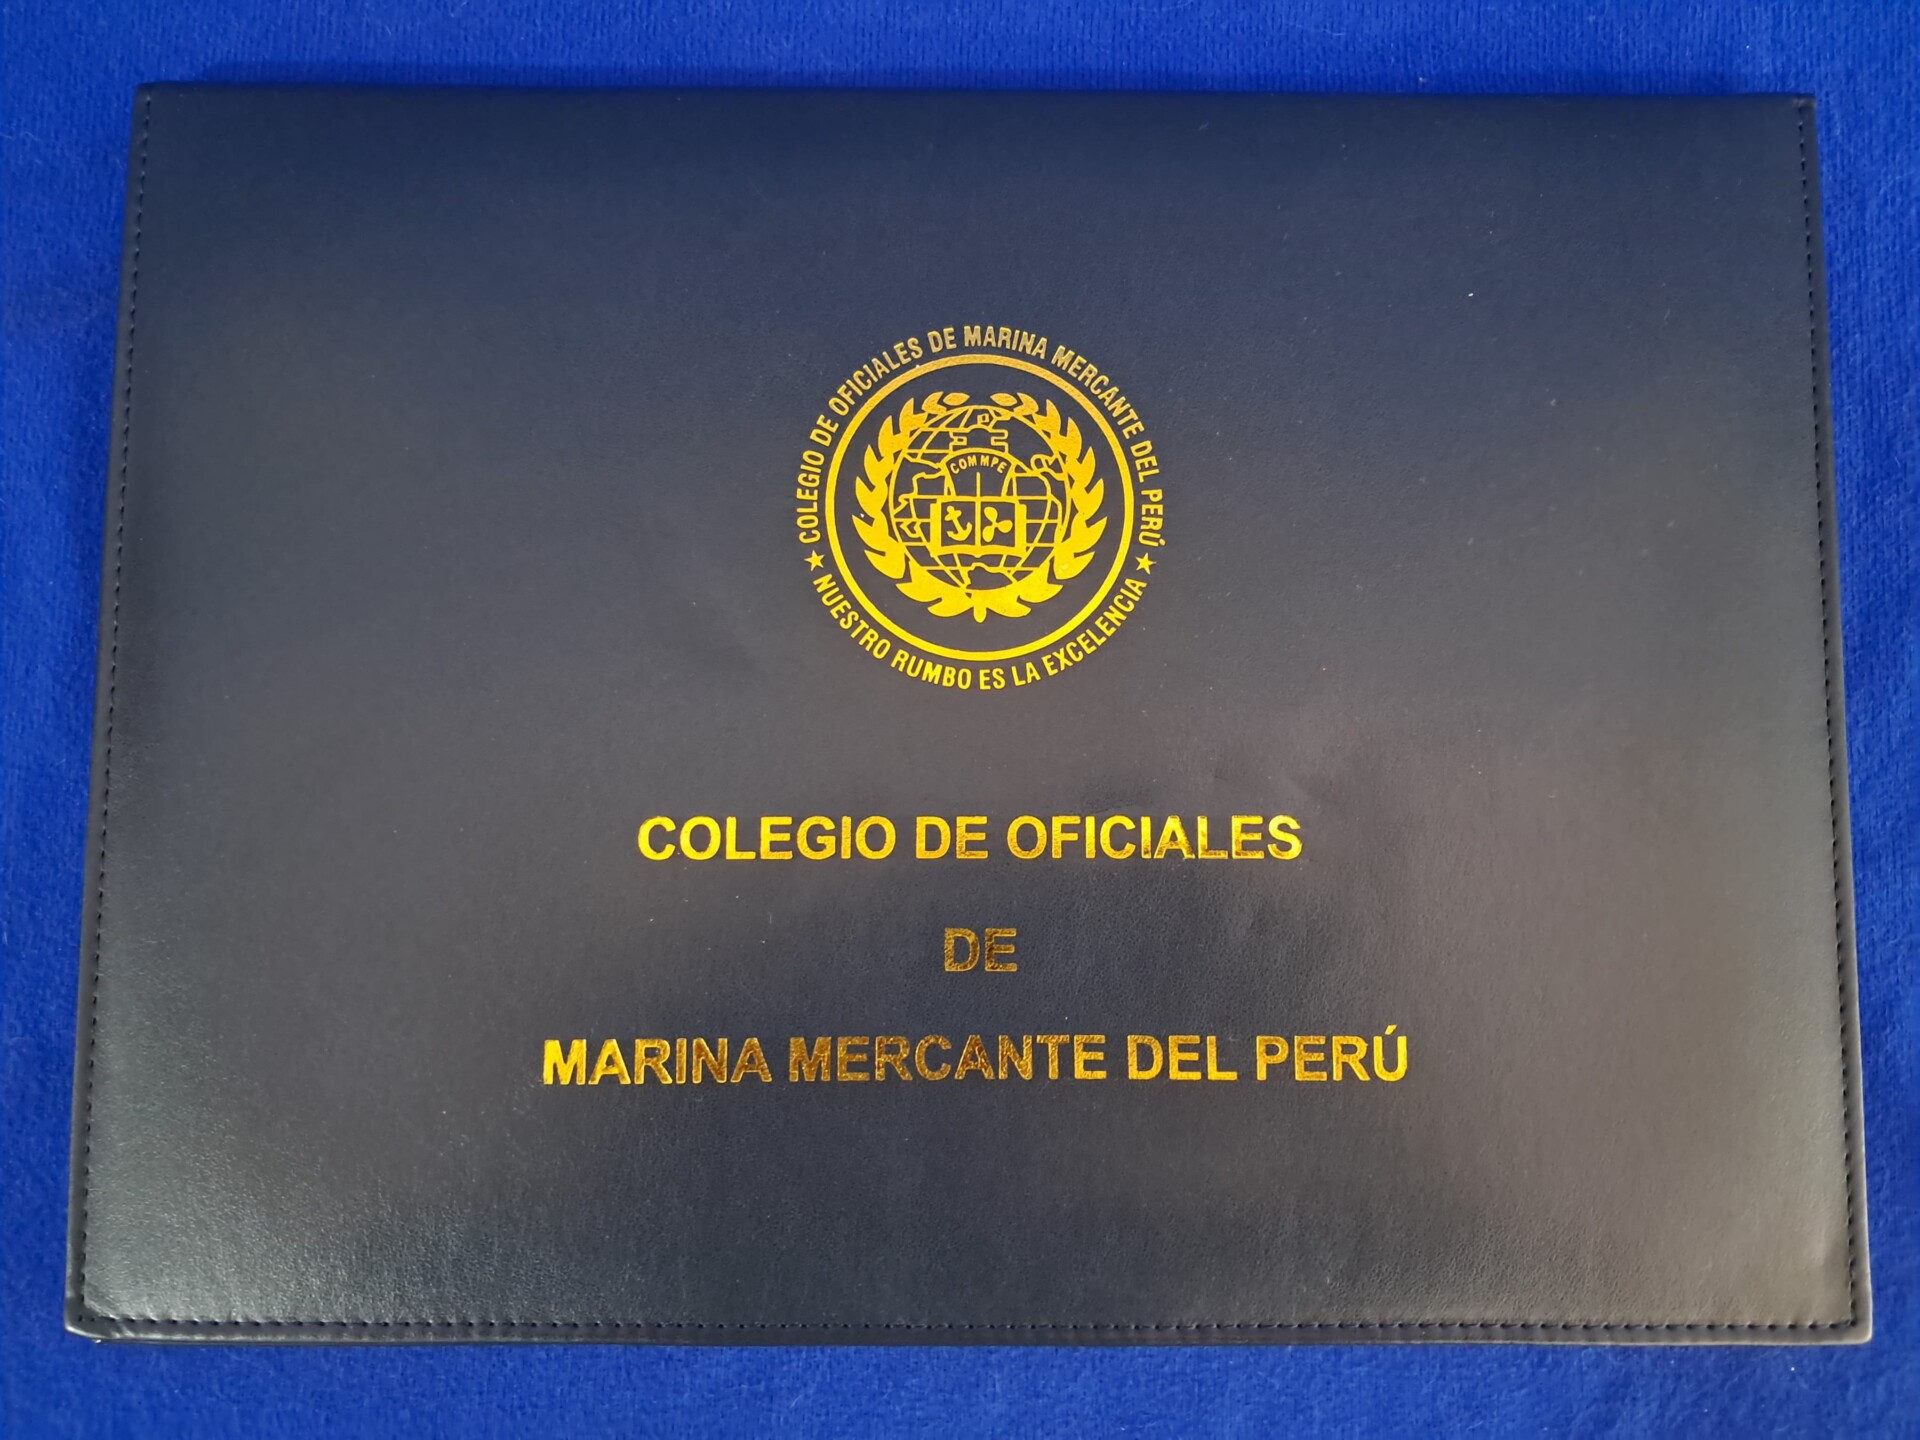 COLEGIO DE OFICIALES DE MARINA MERCANTE DEL PERÚ
COMMPE
NUESTRO RUMBO ES LA EXCELENCIA
COLEGIO DE OFICIALES
DE
MARINA MERCANTE DEL PERÚ